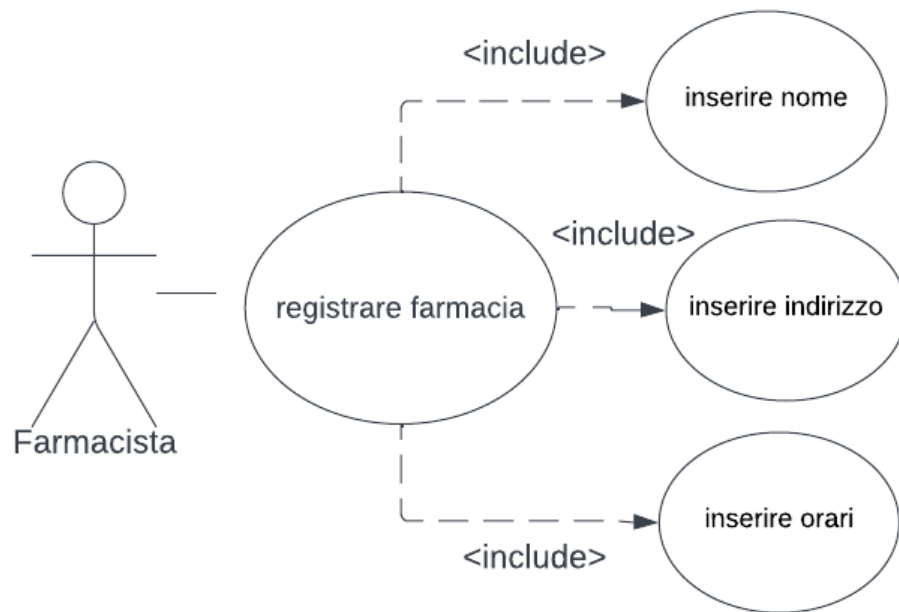 <include>
inserire nome
<include>
registrare farmacia
inserire indirizzo
Farmacista
inserire orari
<include>